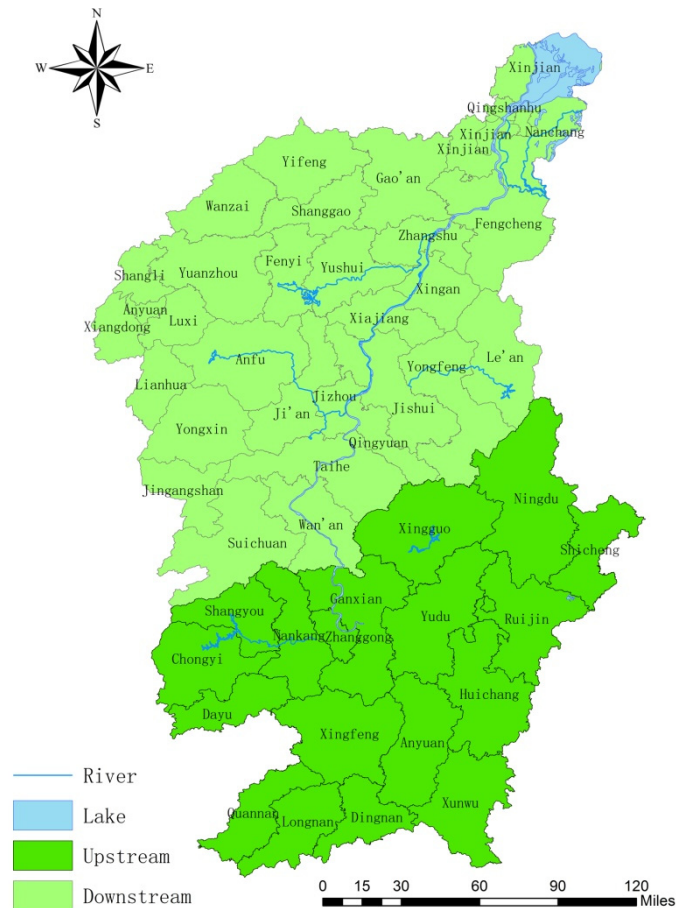 N
W
E
S
Xinjian
Qingshanhu
Xinjian
Nanchang
Xinjian
Yifeng
Gao'an
Wanzai
Shanggao
Fengcheng
Zhangshu
Shangli
Yuanzhou
Fenyi
Yushui
Xingan
Anyuan
Xiangdong
Luxi
Xiajiang
Anfu
Yongfeng
Le'an
Lianhua
Jizhou
Ji'an
Jishui
Yongxin
Qingyuan
Taihe
Jingangshan
Ningdu
Wan'an
Xingguo
Suichuan
Shicheng
Ganxian
Shangyou
Yudu
Ruijin
Nankang
Zhanggong
Chongyi
Huichang
Dayu
Xingfeng
Anyuan
Xunwu
Quannan
Longnan
Dingnan
River
Lake
Upstream
Downstream
0 15 30 60 90 120
Miles